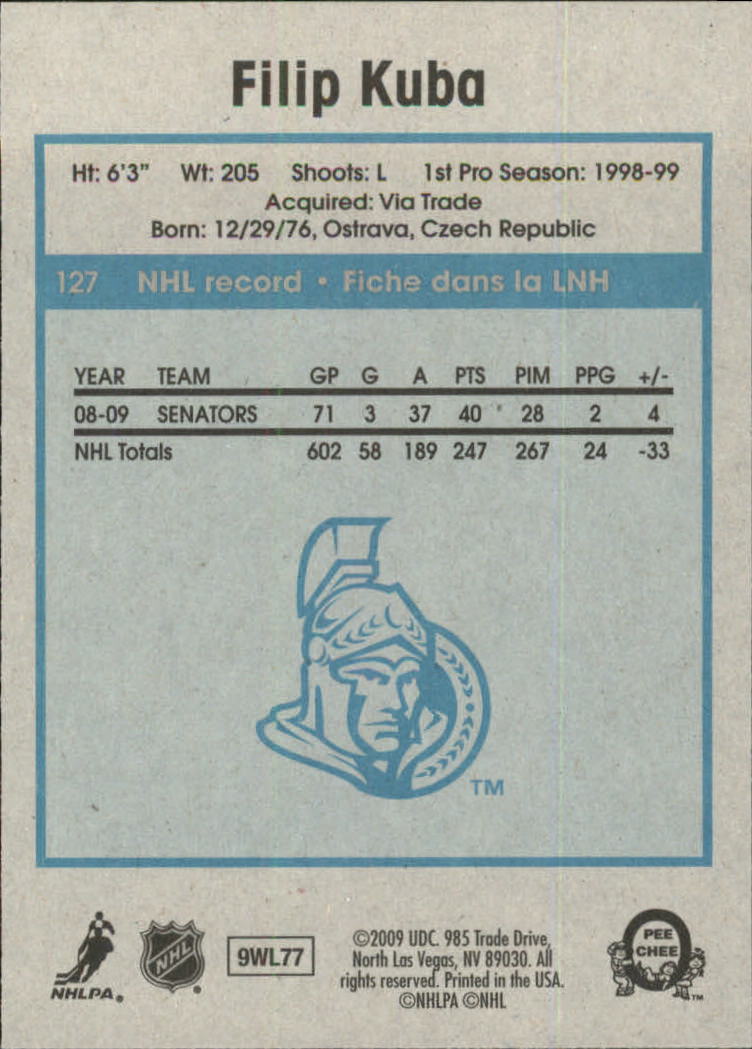 Filip Kuba
Ht: 6'3" Wt: 205 Shoots: L 1st Pro Season: 1998-99
Acquired: Via Trade
Born: 12/29/76, Ostrava, Czech Republic
127 NHL record • Fiche dans la LNH
YEAR TEAM GP G A PTS PIM PPG +/-
08-09 SENATORS 71 3 37 40 28 2 4
NHL Totals 602 58 189 247 267 24 -33
TM
NHLPA®
NHL ®
9WL77
©2009 UDC. 985 Trade Drive,
North Las Vegas, NV 89030. All
rights reserved. Printed in the USA.
©NHLPA ©NHL
O
PEE
CHEE
TM